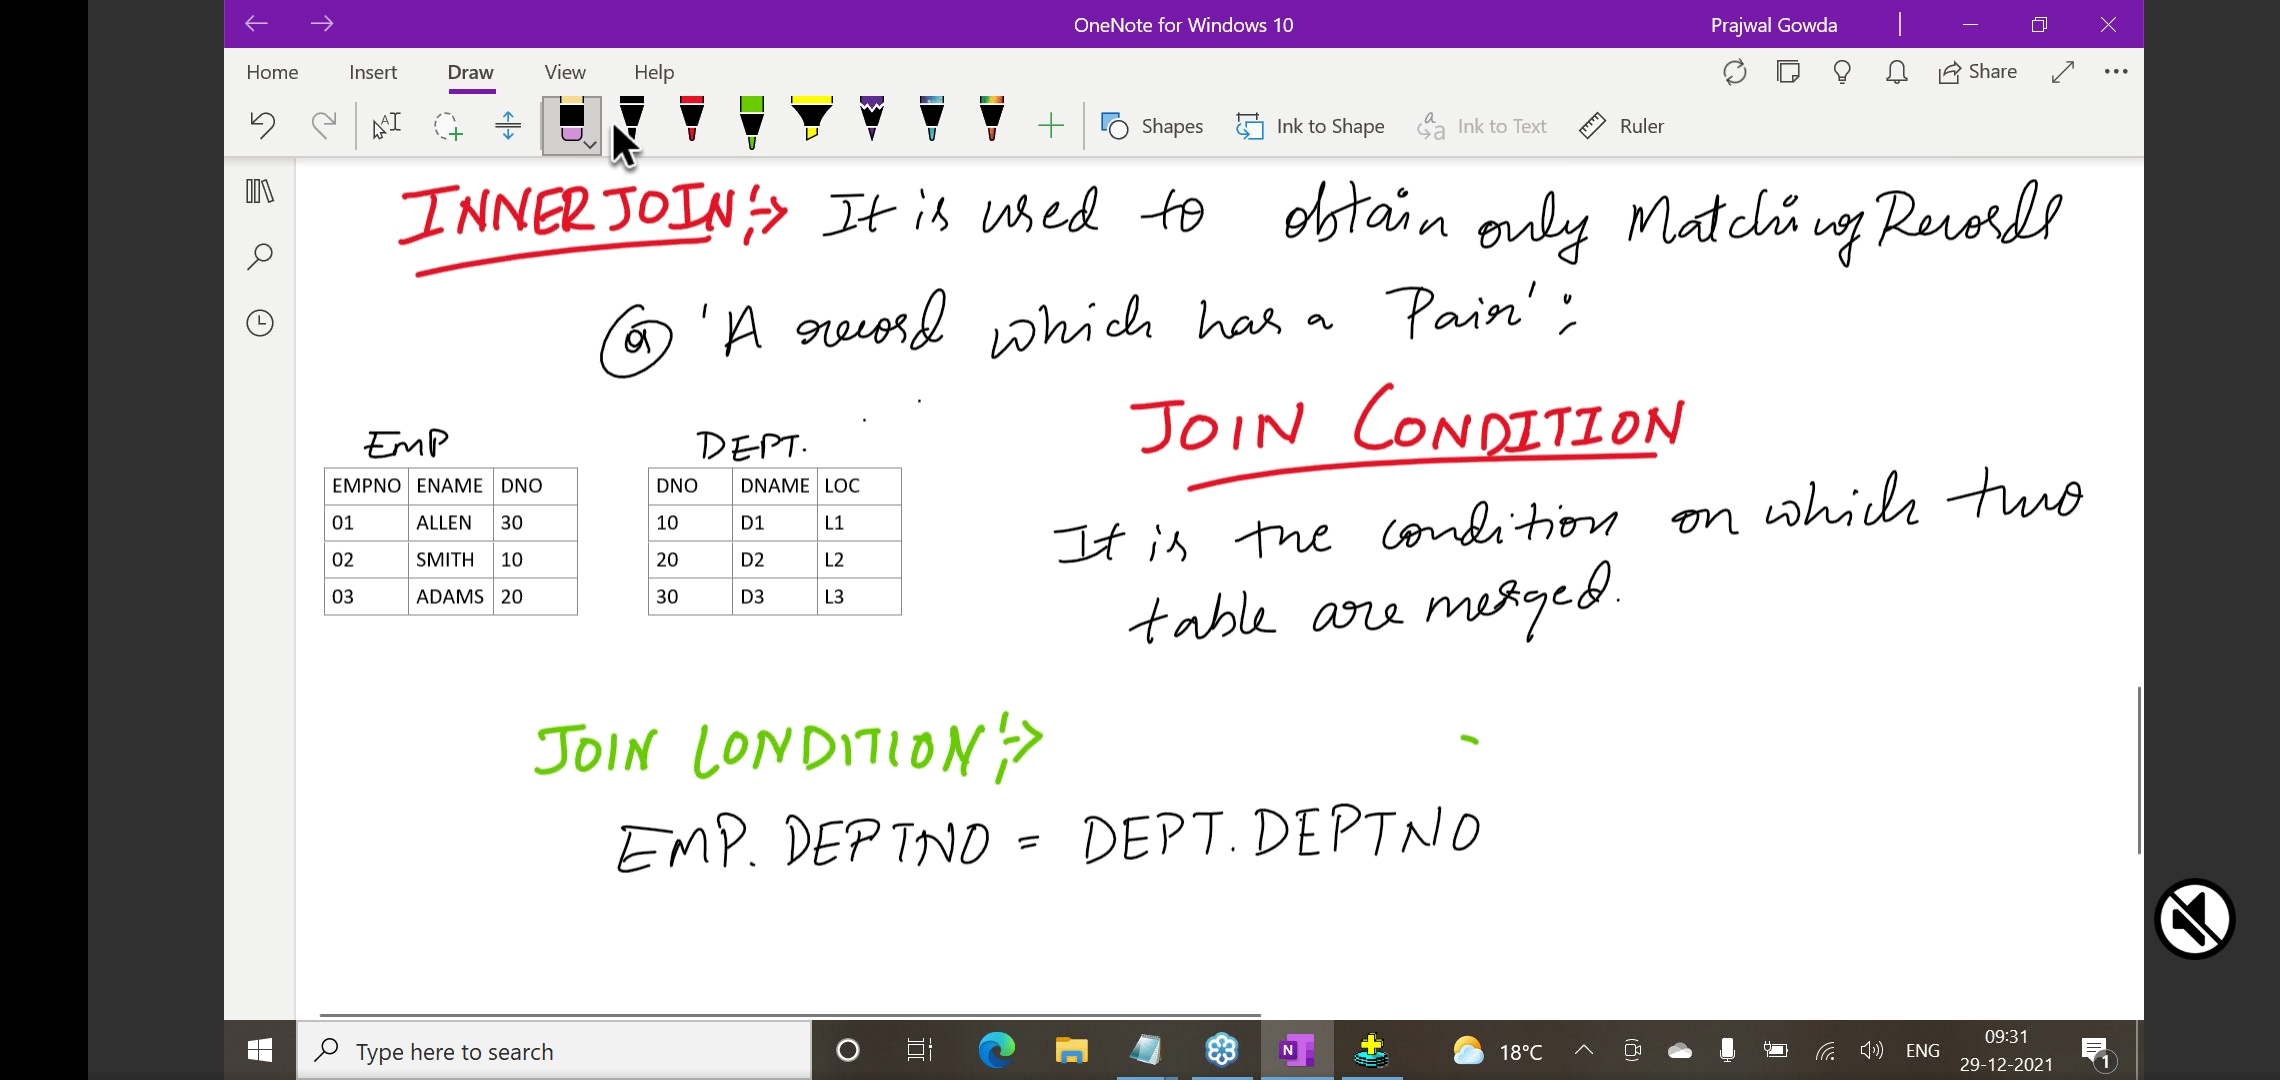 OneNote for Windows 10
Prajwal Gowda
Home Insert Draw View Help
Share
Shapes Ink to Shape Ink to Text Ruler
INNER JOIN:-> It is used to obtain only Matching Records
@ 'A record which has a Pair' :
JOIN CONDITION
EMP
DEPT.
EMPNO ENAME DNO
01 ALLEN 30
02 SMITH 10
03 ADAMS 20
DNO DNAME LOC
10 D1 L1
20 D2 L2
30 D3 L3
It is the condition on which two
table are merged.
JOIN CONDITION:->
EMP. DEPTNO = DEPT. DEPTNO
Type here to search
N
18°C
ENG
09:31
29-12-2021
1